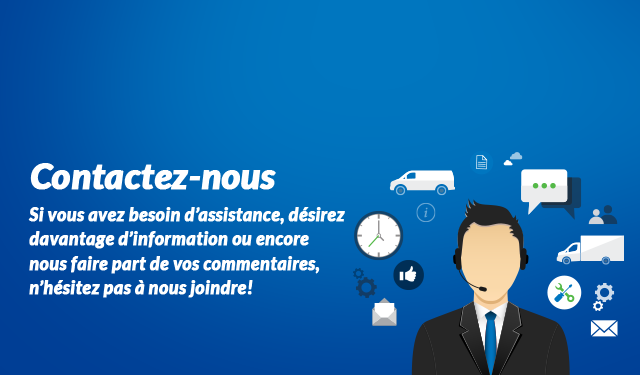 Contactez-nous
Si vous avez besoin d'assistance, désirez
davantage d'information ou encore
nous faire part de vos commentaires,
n'hésitez pas à nous joindre!
i